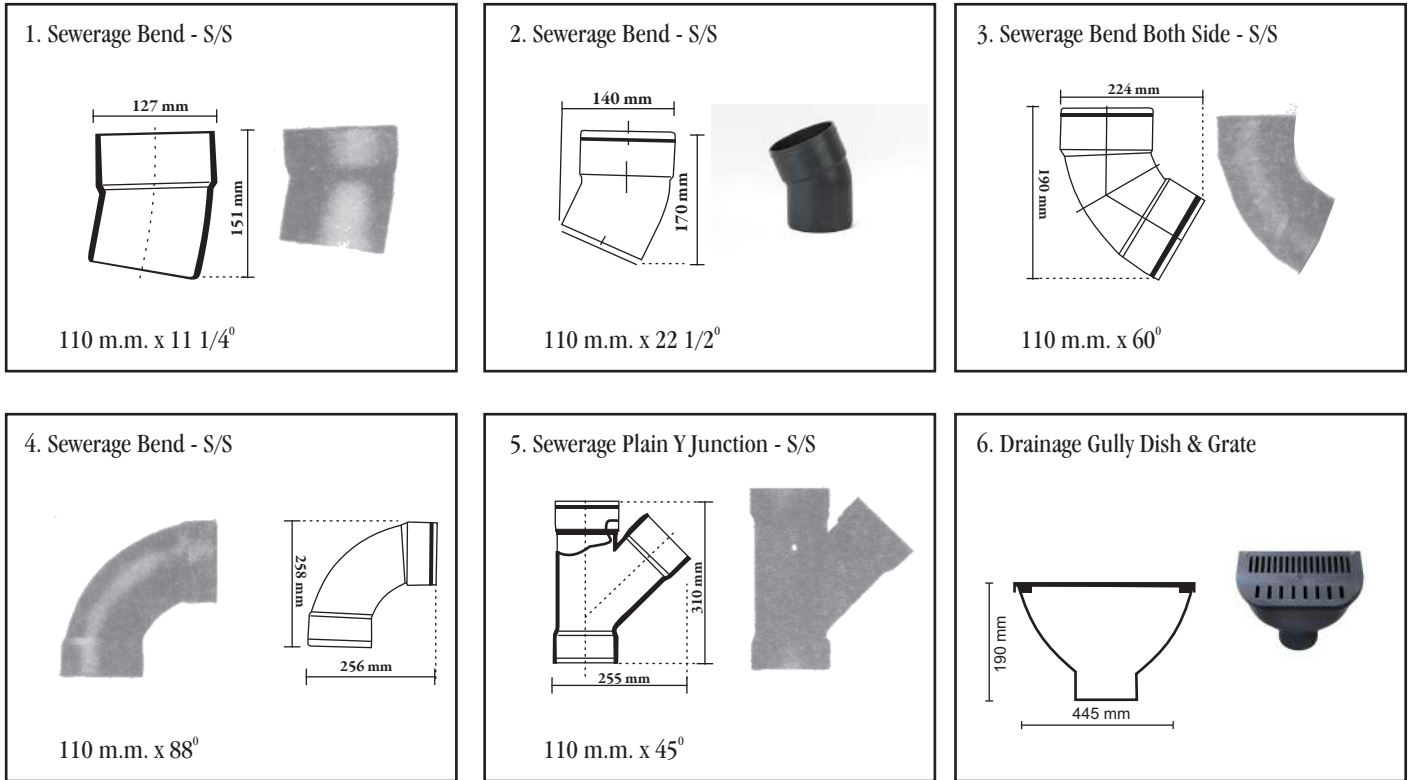 1. Sewerage Bend - S/S
127 mm
151 mm
110 m.m. x 11 1/4⁰
2. Sewerage Bend - S/S
140 mm
170 mm
110 m.m. x 22 1/2⁰
3. Sewerage Bend Both Side - S/S
224 mm
190 mm
110 m.m. x 60⁰
4. Sewerage Bend - S/S
258 mm
256 mm
110 m.m. x 88⁰
5. Sewerage Plain Y Junction - S/S
310 mm
255 mm
110 m.m. x 45⁰
6. Drainage Gully Dish & Grate
190 mm
445 mm